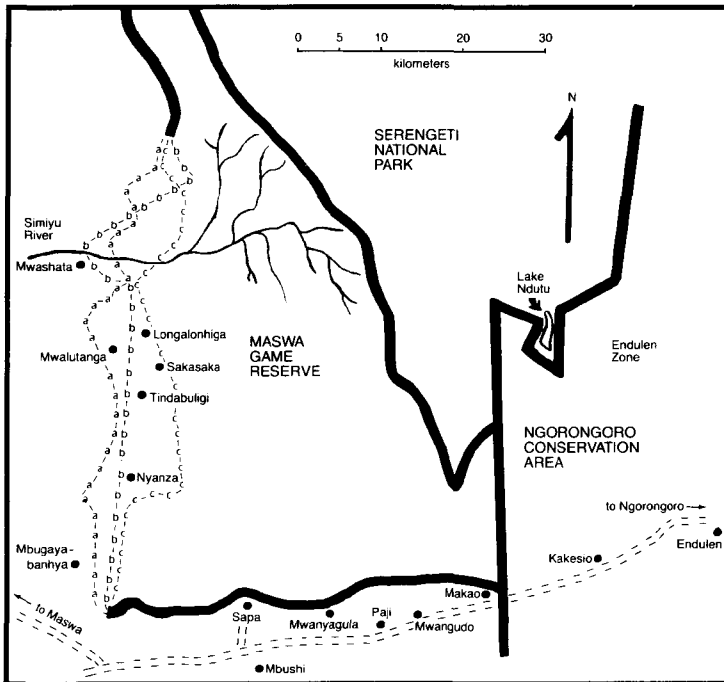 0 5 10 20 30
kilometers
N
SERENGETI
NATIONAL
PARK
Simiyu
River
Mwashata
Lake
Ndutu
Longalonhiga
Mwalutanga
MASWA
GAME
RESERVE
Endulen
Zone
Sakasaka
Tindabuligi
NGORONGORO
CONSERVATION
AREA
Nyanza
to Ngorongoro
Endulen
Kakesio
Mbugaya-
banhya
Makao
to Maswa
Sapa
Mwanyagula
Paji
Mwangudo
Mbushi